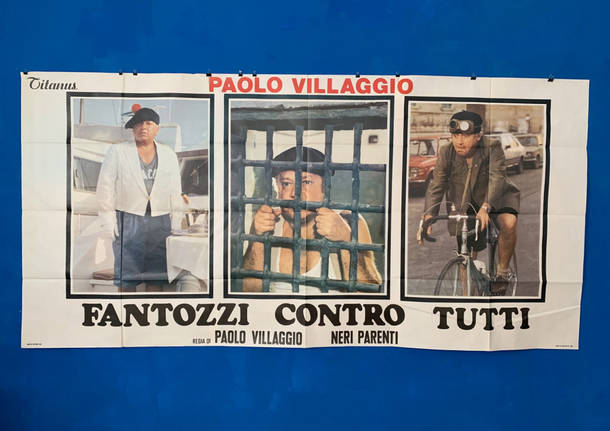 Titanus.
PAOLO VILLAGGIO
FANTOZZI CONTRO TUTTI
REGIA DI PAOLO VILLAGGIO NERI PARENTI